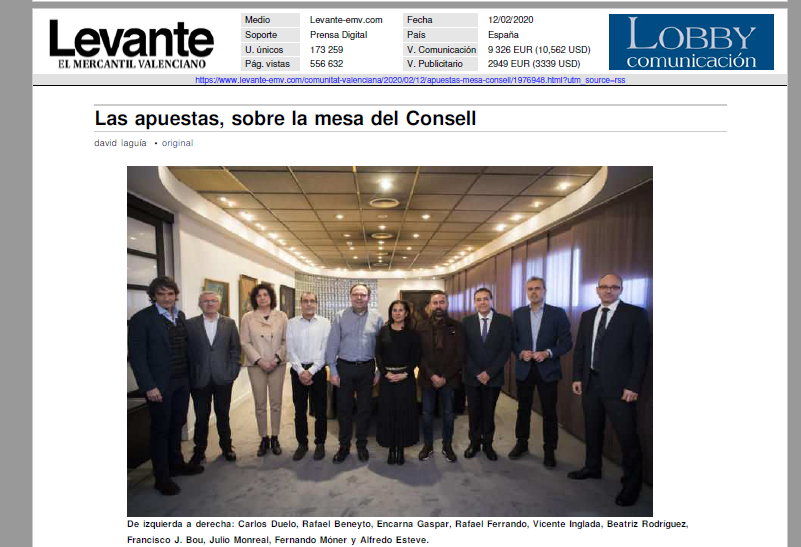 Levante
EL MERCANTIL VALENCIANO
Medio Levante-emv.com Fecha 12/02/2020
Soporte Prensa Digital País España
U. únicos 173 259 V. Comunicación 9 326 EUR (10,562 USD)
Pág. vistas 556 632 V. Publicitario 2949 EUR (3339 USD)
LOBBY
comunicación
https://www.levante-emv.com/comunitat-valenciana/2020/02/12/apuestas-mesa-consell/1976948.html?utm_source=rss
Las apuestas, sobre la mesa del Consell
david laguía • original
De izquierda a derecha: Carlos Duelo, Rafael Beneyto, Encarna Gaspar, Rafael Ferrando, Vicente Inglada, Beatriz Rodríguez,
Francisco J. Bou, Julio Monreal, Fernando Móner y Alfredo Esteve.